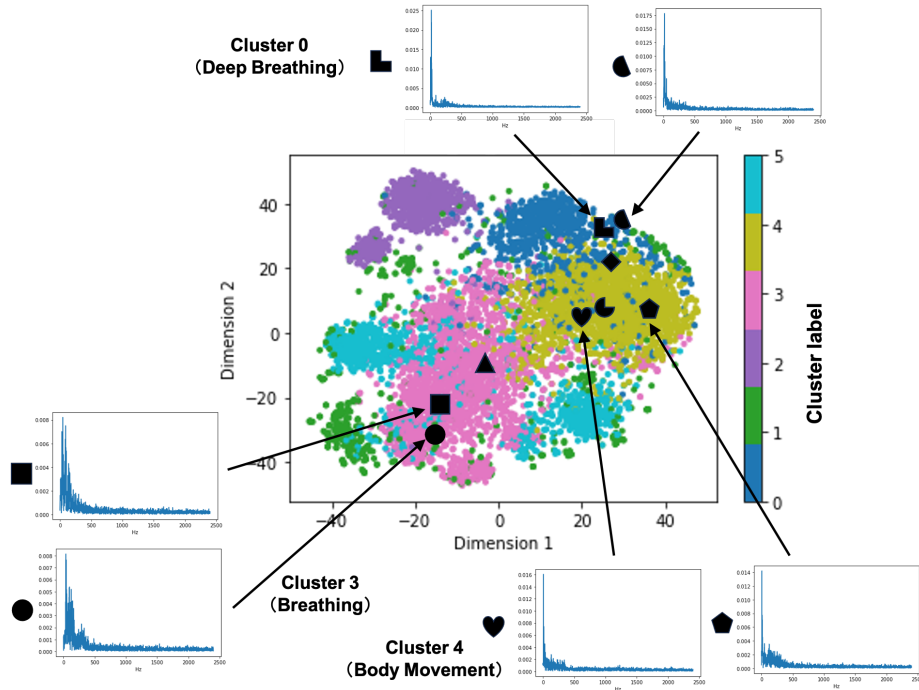 Cluster 0
（Deep Breathing）
0.025
0.020
0.015
0.010
0.005
0.000
0 500 1000 1500 2000 2500
Hz
0.0175
0.0150
0.0125
0.0100
0.0075
0.0050
0.0025
0.0000
0 500 1000 1500 2000 2500
Hz
40
20
0
−20
−40
Dimension 2
−40 −20 0 20 40
Dimension 1
5
4
3
2
1
0
Cluster label
0.008
0.006
0.004
0.002
0.000
0 500 1000 1500 2000 2500
Hz
0.008
0.007
0.006
0.005
0.004
0.003
0.002
0.001
0.000
0 500 1000 1500 2000 2500
Hz
Cluster 3
（Breathing）
Cluster 4
（Body Movement）
0.016
0.014
0.012
0.010
0.008
0.006
0.004
0.002
0.000
0 500 1000 1500 2000 2500
Hz
0.014
0.012
0.010
0.008
0.006
0.004
0.002
0.000
0 500 1000 1500 2000 2500
Hz